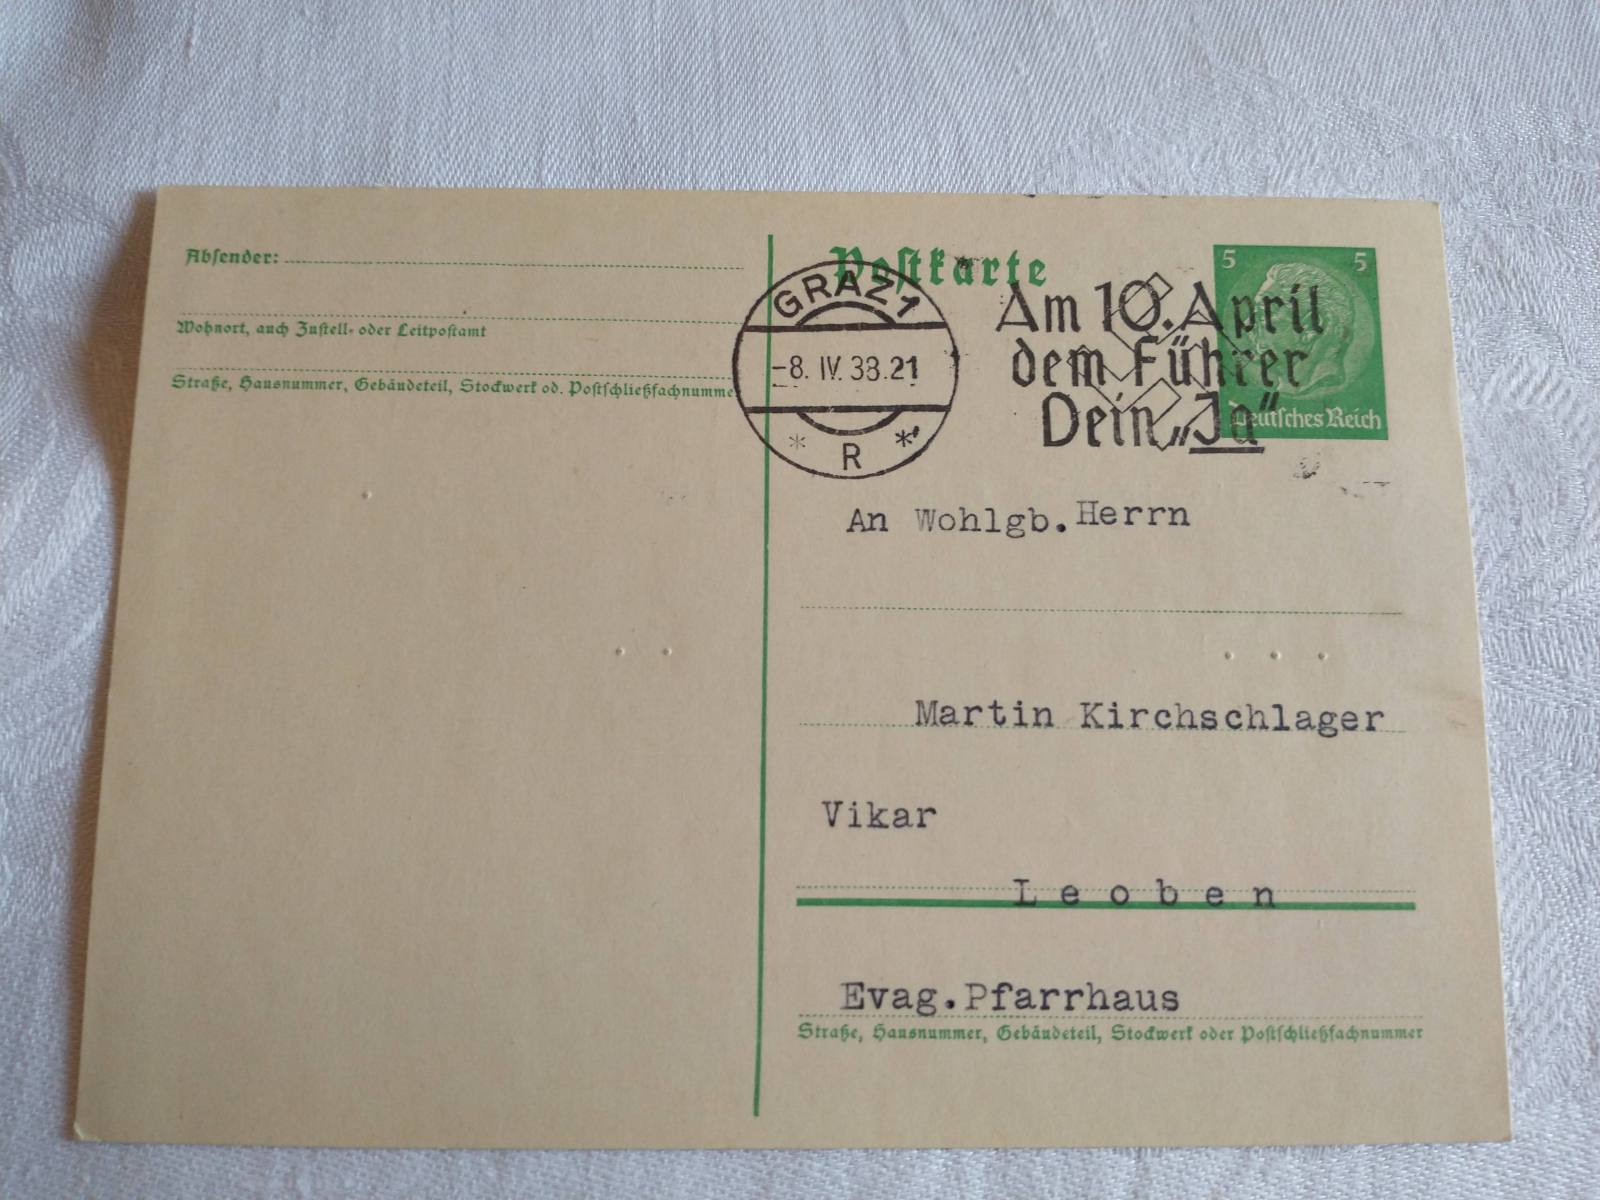 Absender:
Wohnort, auch Zustell- oder Leitpostamt
Straße, Hausnummer, Gebäudeteil, Stockwerk od. Postschließfachnummer
Postkarte
GRAZ 1
-8. IV. 38.21
* R *
Am 10. April
dem Führer
Dein „Ja"
5 5
Deutsches Reich
An Wohlgb. Herrn
Martin Kirchschlager
Vikar
Leoben
Evag. Pfarrhaus
Straße, Hausnummer, Gebäudeteil, Stockwerk oder Postschließfachnummer